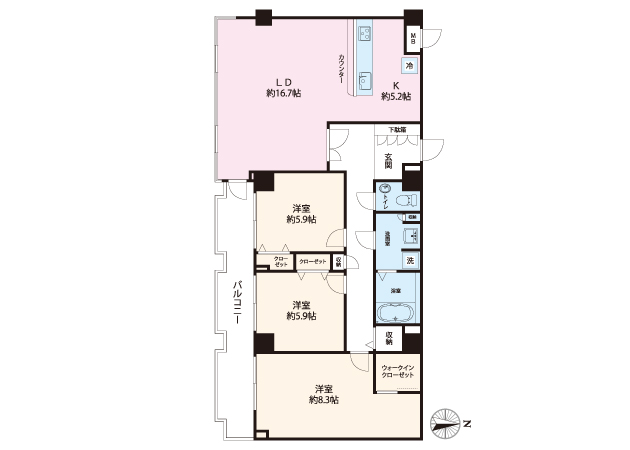 MB
冷
カウンター
LD
約16.7帖
K
約5.2帖
下駄箱
玄関
トイレ
洋室
約5.9帖
収納
洗面室
洗
クロー
ゼット
クローゼット
収納
バルコニー
洋室
約5.9帖
浴室
収納
ウォークイン
クローゼット
洋室
約8.3帖
N